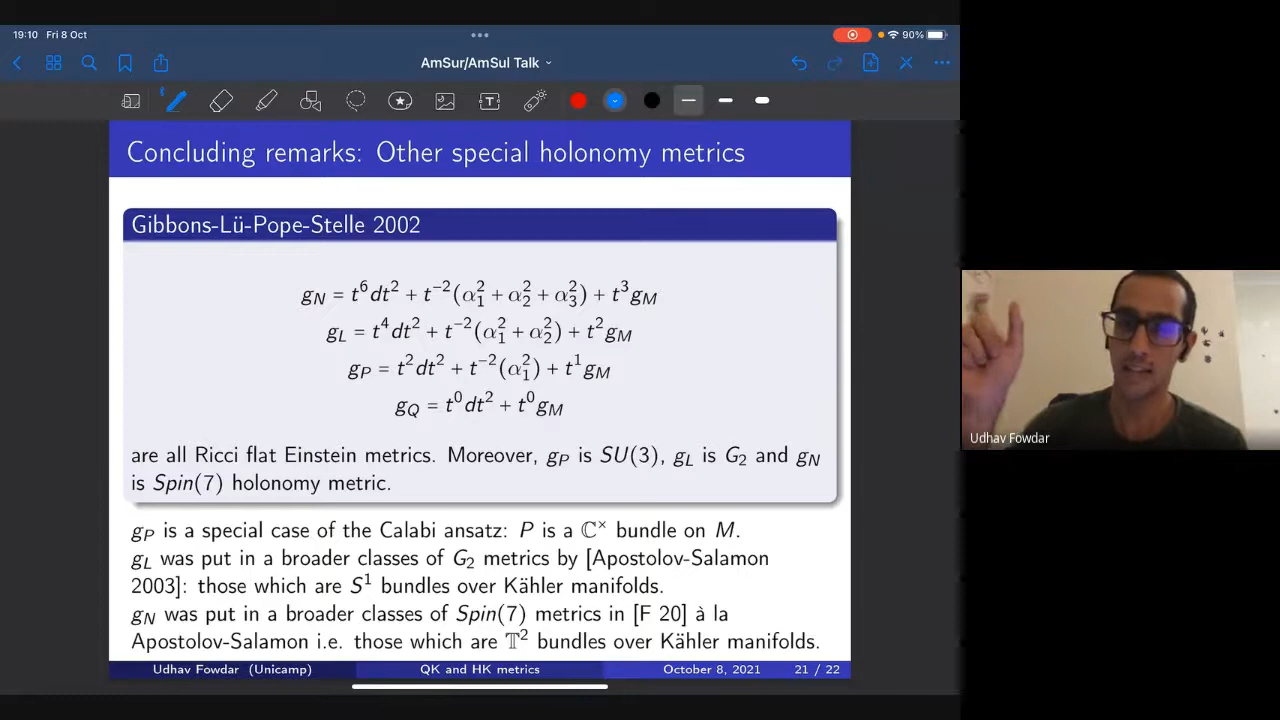 19:10 Fri 8 Oct
90%
AmSur/AmSul Talk
Concluding remarks: Other special holonomy metrics
Gibbons-Lü-Pope-Stelle 2002
g_N = t^6 dt^2 + t^{-2}(α_1^2 + α_2^2 + α_3^2) + t^3 g_M
g_L = t^4 dt^2 + t^{-2}(α_1^2 + α_2^2) + t^2 g_M
g_P = t^2 dt^2 + t^{-2}(α_1^2) + t^1 g_M
g_Q = t^0 dt^2 + t^0 g_M
are all Ricci flat Einstein metrics. Moreover, g_P is SU(3), g_L is G_2 and g_N
is Spin(7) holonomy metric.
g_P is a special case of the Calabi ansatz: P is a ℂ^× bundle on M.
g_L was put in a broader classes of G_2 metrics by [Apostolov-Salamon
2003]: those which are S^1 bundles over Kähler manifolds.
g_N was put in a broader classes of Spin(7) metrics in [F 20] à la
Apostolov-Salamon i.e. those which are 𝕋^2 bundles over Kähler manifolds.
Udhav Fowdar (Unicamp) QK and HK metrics October 8, 2021 21 / 22
Udhav Fowdar